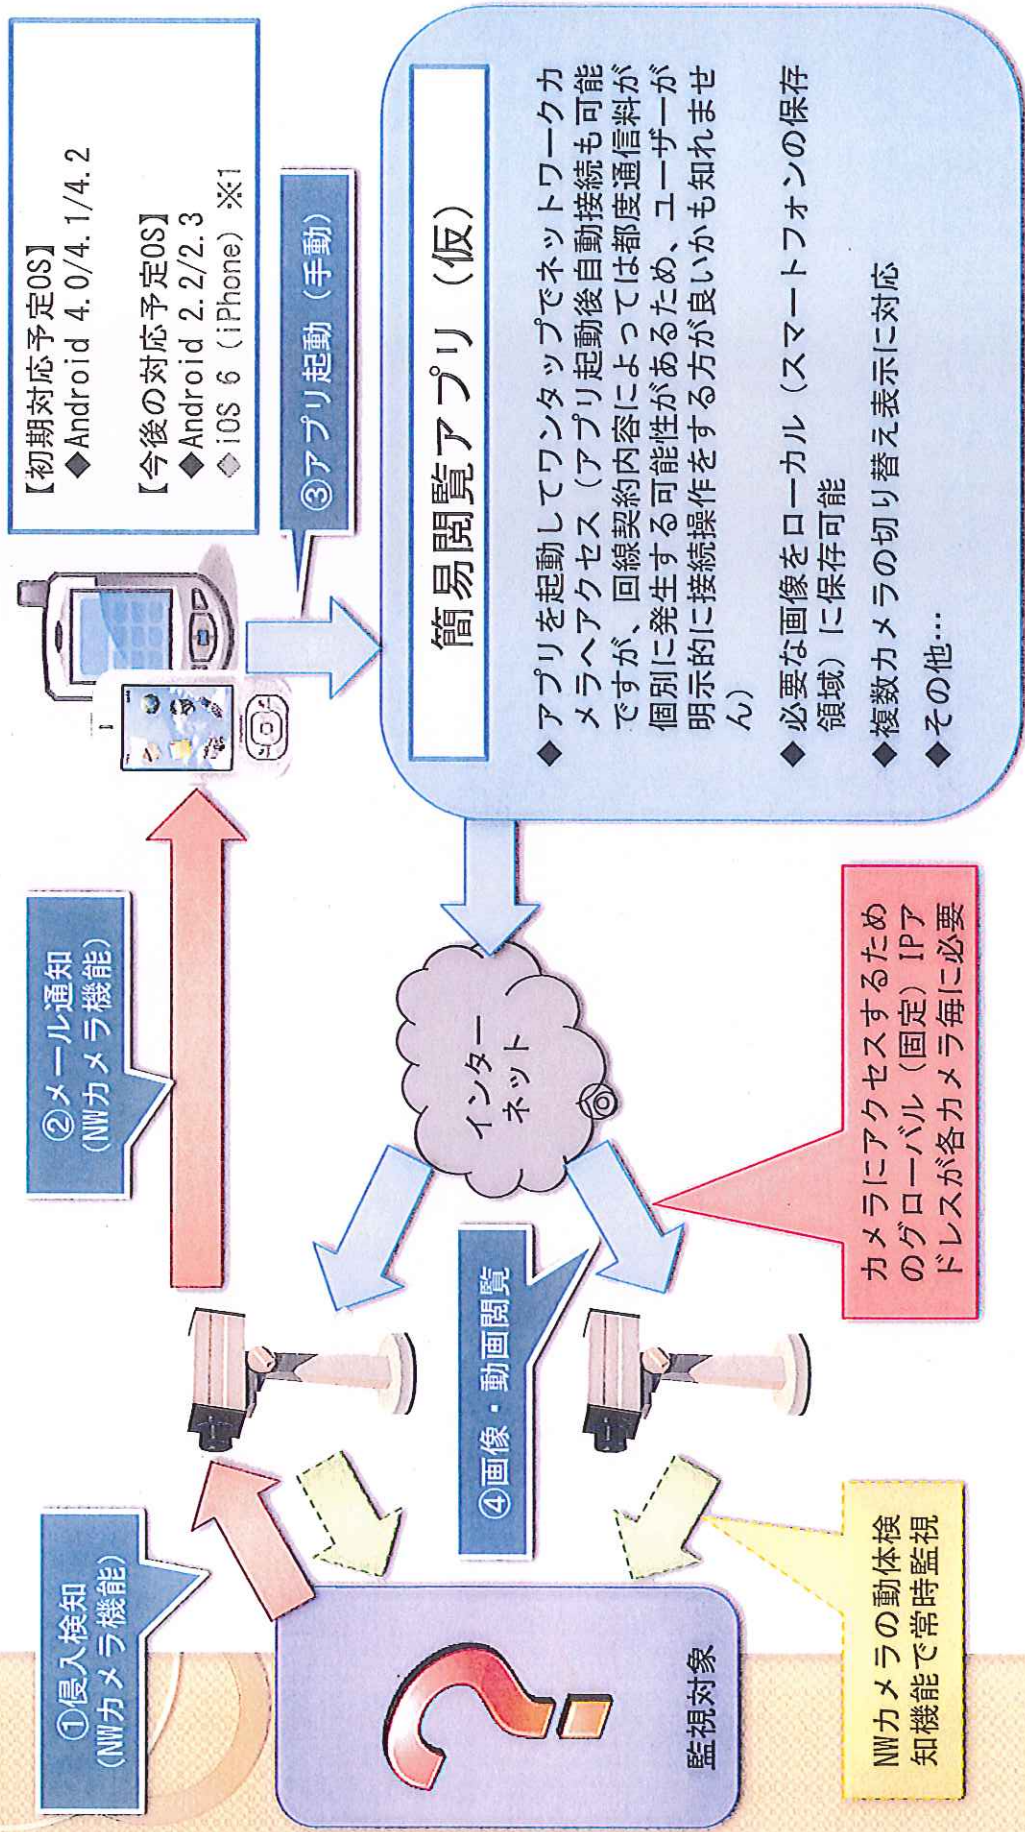 ①侵入検知
(NWカメラ機能)
②メール通知
(NWカメラ機能)
【初期対応予定OS】
◆Android 4.0/4.1/4.2
【今後の対応予定OS】
◆Android 2.2/2.3
◇iOS 6（iPhone）※1
③アプリ起動（手動）
監視対象
④画像・動画閲覧
インター
ネット
簡易閲覧アプリ（仮）
◆アプリを起動してワンタップでネットワークカ
メラへアクセス（アプリ起動後自動接続も可能
ですが、回線契約内容によっては都度通信料が
個別に発生する可能性があるため、ユーザーが
明示的に接続操作をする方が良いかも知れませ
ん）
◆必要な画像をローカル（スマートフォンの保存
領域）に保存可能
◆複数カメラの切り替え表示に対応
◆その他…
NWカメラの動体検
知機能で常時監視
カメラにアクセスするため
のグローバル（固定）IPア
ドレスが各カメラ毎に必要